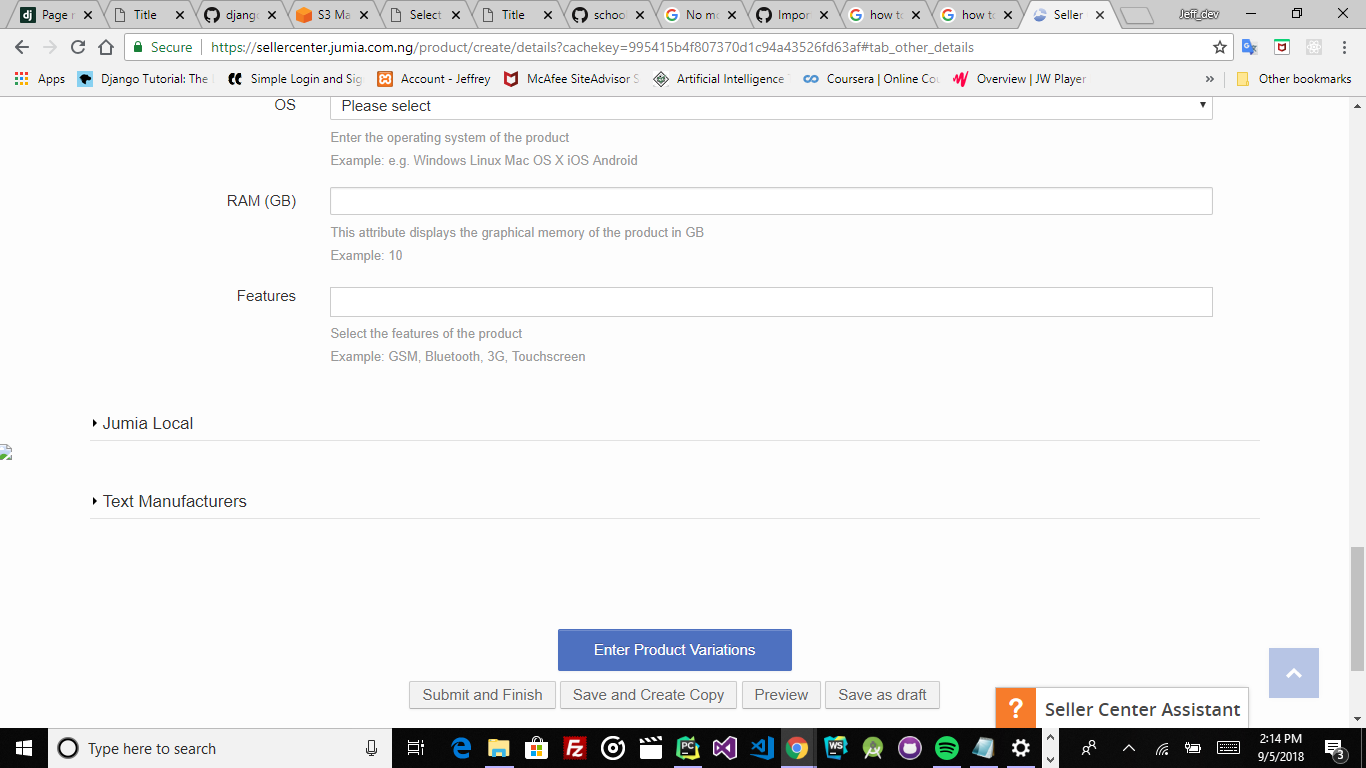 Page r
Title
djang
S3 Ma
Select
Title
school
No mo
Impor
how to
how to
Seller
Jeff_dev
Secure
https://sellercenter.jumia.com.ng/product/create/details?cachekey=995415b4f807370d1c94a43526fd63af#tab_other_details
Apps
Django Tutorial: The
Simple Login and Sig
Account - Jeffrey
McAfee SiteAdvisor S
Artificial Intelligence
Coursera | Online Co
Overview | JW Player
»
Other bookmarks
OS
Please select
Enter the operating system of the product
Example: e.g. Windows Linux Mac OS X iOS Android
RAM (GB)
This attribute displays the graphical memory of the product in GB
Example: 10
Features
Select the features of the product
Example: GSM, Bluetooth, 3G, Touchscreen
Jumia Local
Text Manufacturers
Enter Product Variations
Submit and Finish
Save and Create Copy
Preview
Save as draft
? Seller Center Assistant
Type here to search
2:14 PM
9/5/2018
3